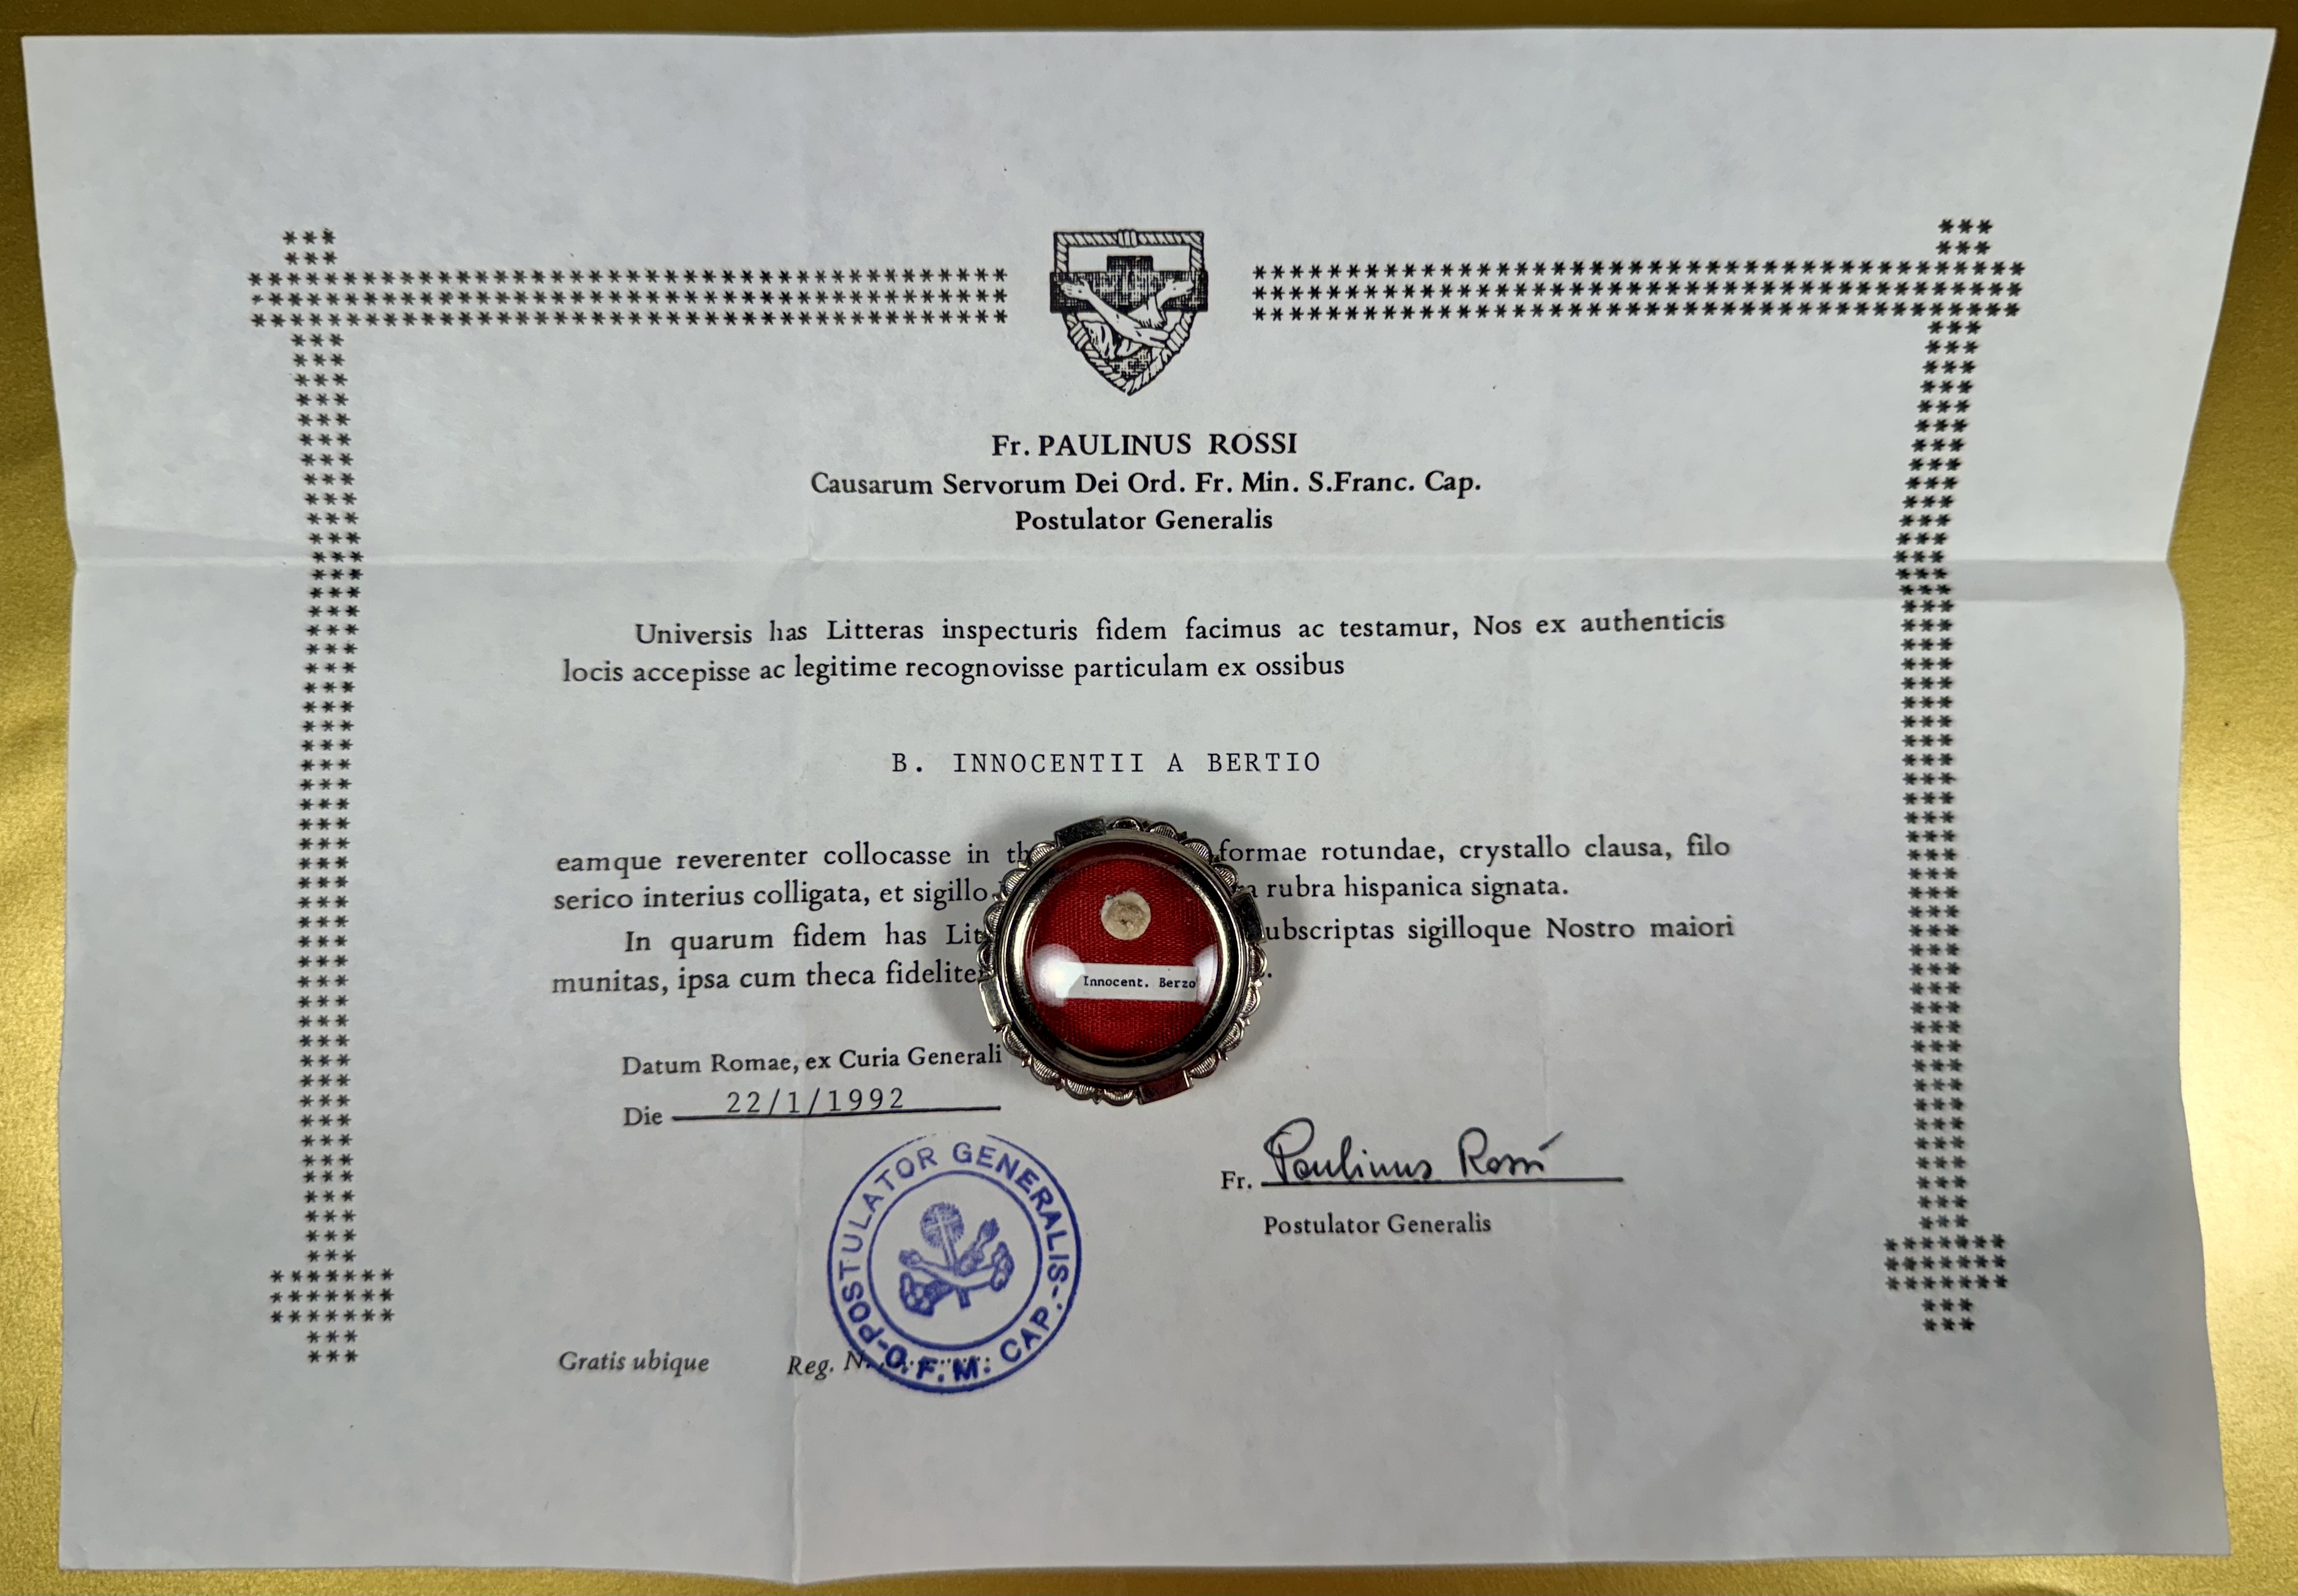 Fr. PAULINUS ROSSI
Causarum Servorum Dei Ord. Fr. Min. S.Franc. Cap.
Postulator Generalis
Universis has Litteras inspecturis fidem facimus ac testamur, Nos ex authenticis
locis accepisse ac legitime recognovisse particulam ex ossibus
B. INNOCENTII A BERTIO
eamque reverenter collocasse in formae rotundae, crystallo clausa, filo
serico interius colligata, et sigillo rubra hispanica signata.
In quarum fidem has sigilloque Nostro maiori
munitas, ipsa cum theca
Innocent. Berzo
Datum Romae, ex Curia Generali
Die 22/1/1992
POSTULATOR GENERALIS - O.F.M. CAP. -
Fr. Paulinus Rossi
Postulator Generalis
Gratis ubique Reg. N.